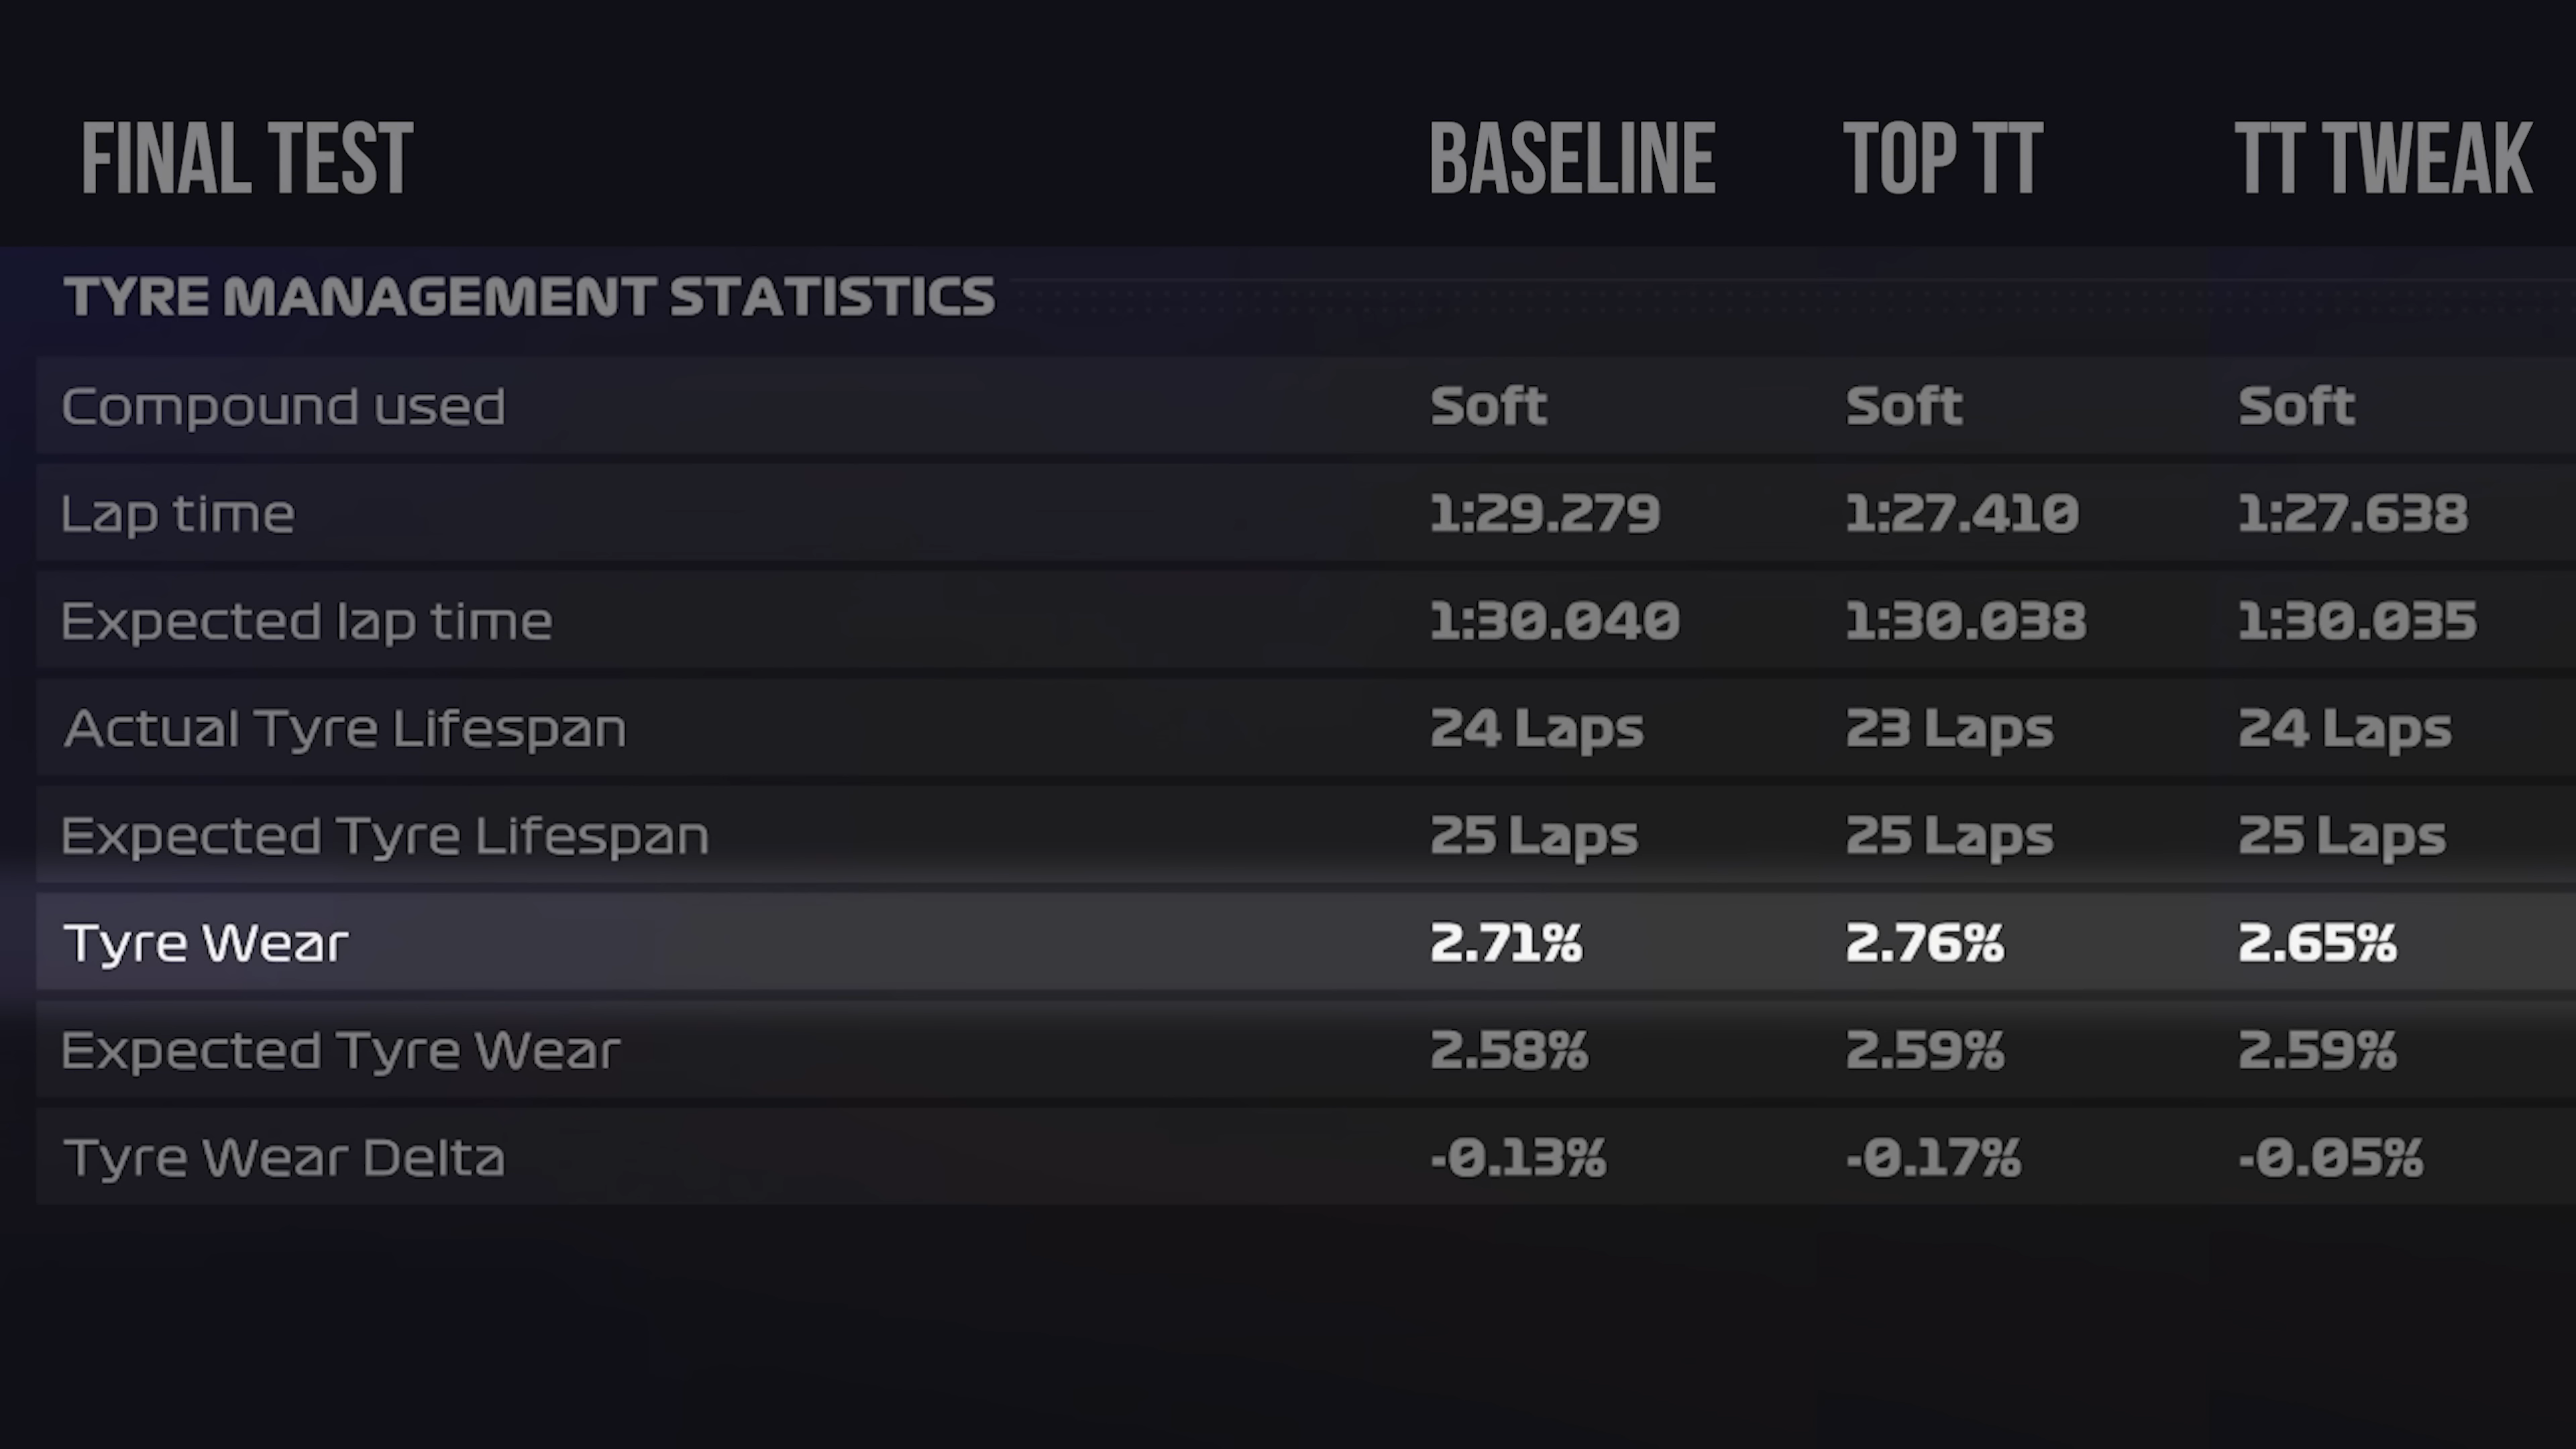 FINAL TEST BASELINE TOP TT TT TWEAK
TYRE MANAGEMENT STATISTICS
Compound used Soft Soft Soft
Lap time 1:29.279 1:27.410 1:27.638
Expected lap time 1:30.040 1:30.038 1:30.035
Actual Tyre Lifespan 24 Laps 23 Laps 24 Laps
Expected Tyre Lifespan 25 Laps 25 Laps 25 Laps
Tyre Wear 2.71% 2.76% 2.65%
Expected Tyre Wear 2.58% 2.59% 2.59%
Tyre Wear Delta -0.13% -0.17% -0.05%